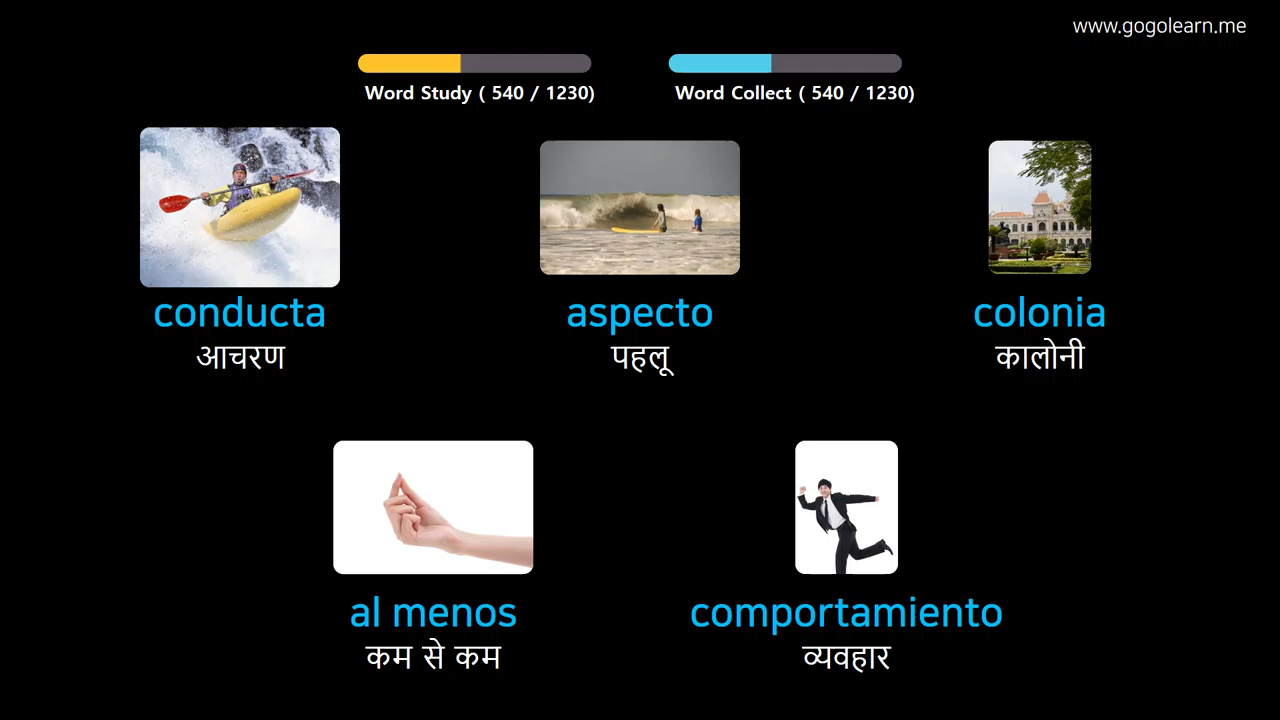 www.gogolearn.me
Word Study ( 540 / 1230)
Word Collect ( 540 / 1230)
conducta
आचरण
aspecto
पहलू
colonia
कालोनी
al menos
कम से कम
comportamiento
व्यवहार